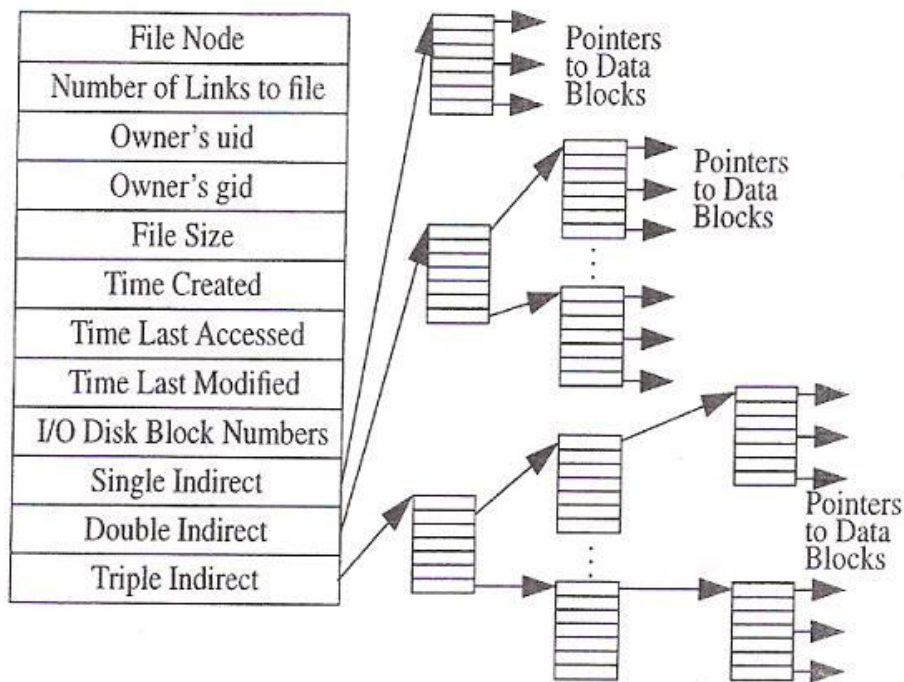 File Node
Number of Links to file
Owner's uid
Owner's gid
File Size
Time Created
Time Last Accessed
Time Last Modified
I/O Disk Block Numbers
Single Indirect
Double Indirect
Triple Indirect
Pointers
to Data
Blocks
Pointers
to Data
Blocks
Pointers
to Data
Blocks